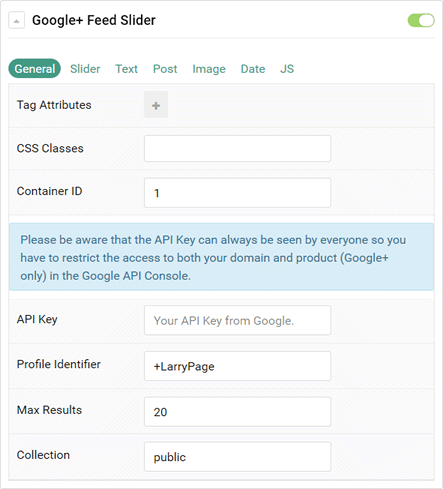 Google+ Feed Slider
General Slider Text Post Image Date JS
Tag Attributes +
CSS Classes
Container ID 1
Please be aware that the API Key can always be seen by everyone so you
have to restrict the access to both your domain and product (Google+
only) in the Google API Console.
API Key Your API Key from Google.
Profile Identifier +LarryPage
Max Results 20
Collection public